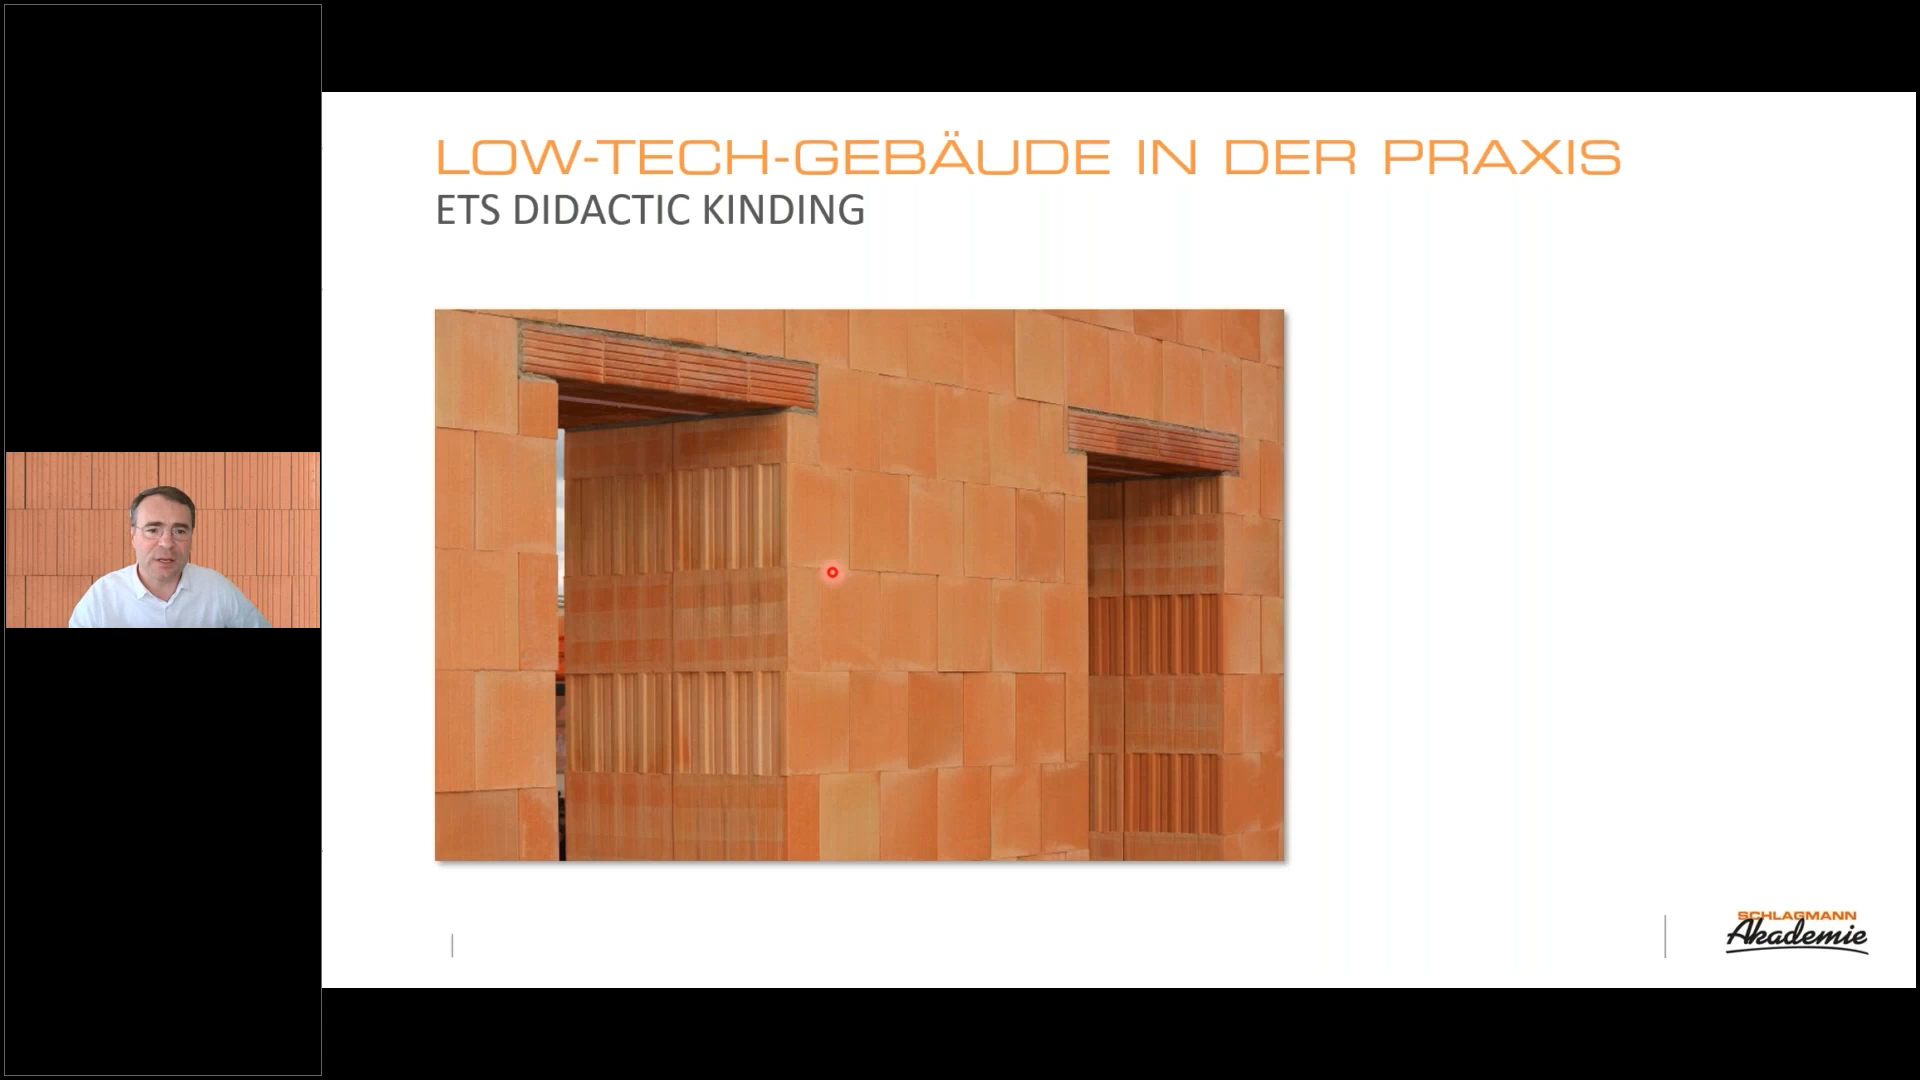 LOW-TECH-GEBÄUDE IN DER PRAXIS
ETS DIDACTIC KINDING
SCHLAGMANN
Akademie